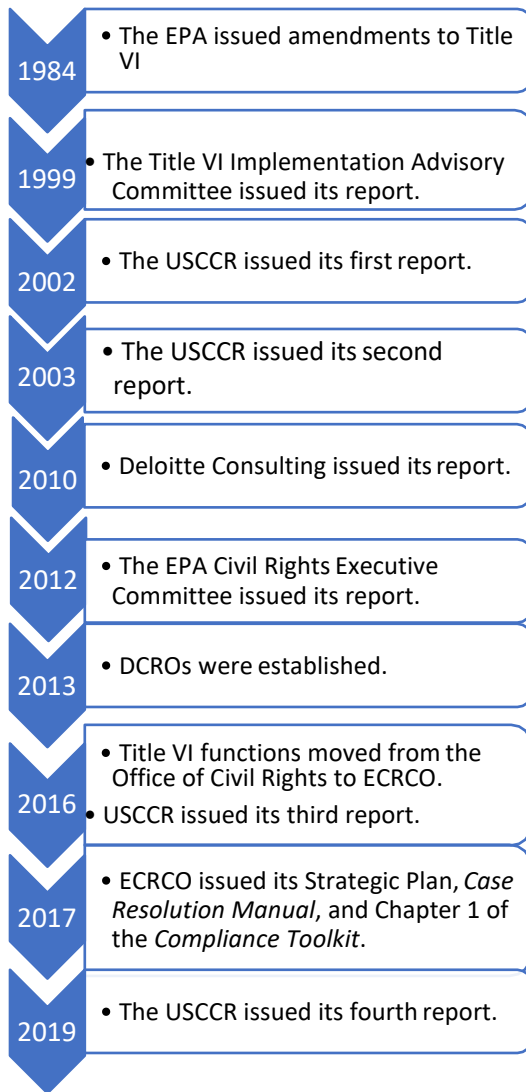 1984
• The EPA issued amendments to Title
VI
1999
• The Title VI Implementation Advisory
Committee issued its report.
2002
• The USCCR issued its first report.
2003
• The USCCR issued its second
report.
2010
• Deloitte Consulting issued its report.
2012
• The EPA Civil Rights Executive
Committee issued its report.
2013
• DCROs were established.
2016
• Title VI functions moved from the
Office of Civil Rights to ECRCO.
• USCCR issued its third report.
2017
• ECRCO issued its Strategic Plan, Case
Resolution Manual, and Chapter 1 of
the Compliance Toolkit.
2019
• The USCCR issued its fourth report.